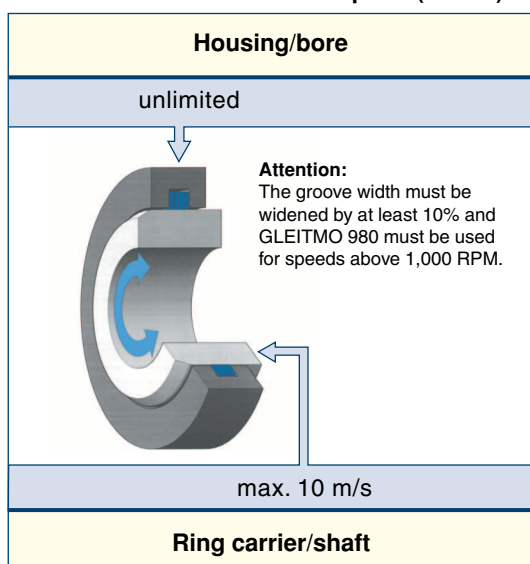 Housing/bore
unlimited
Attention:
The groove width must be
widened by at least 10% and
GLEITMO 980 must be used
for speeds above 1,000 RPM.
max. 10 m/s
Ring carrier/shaft